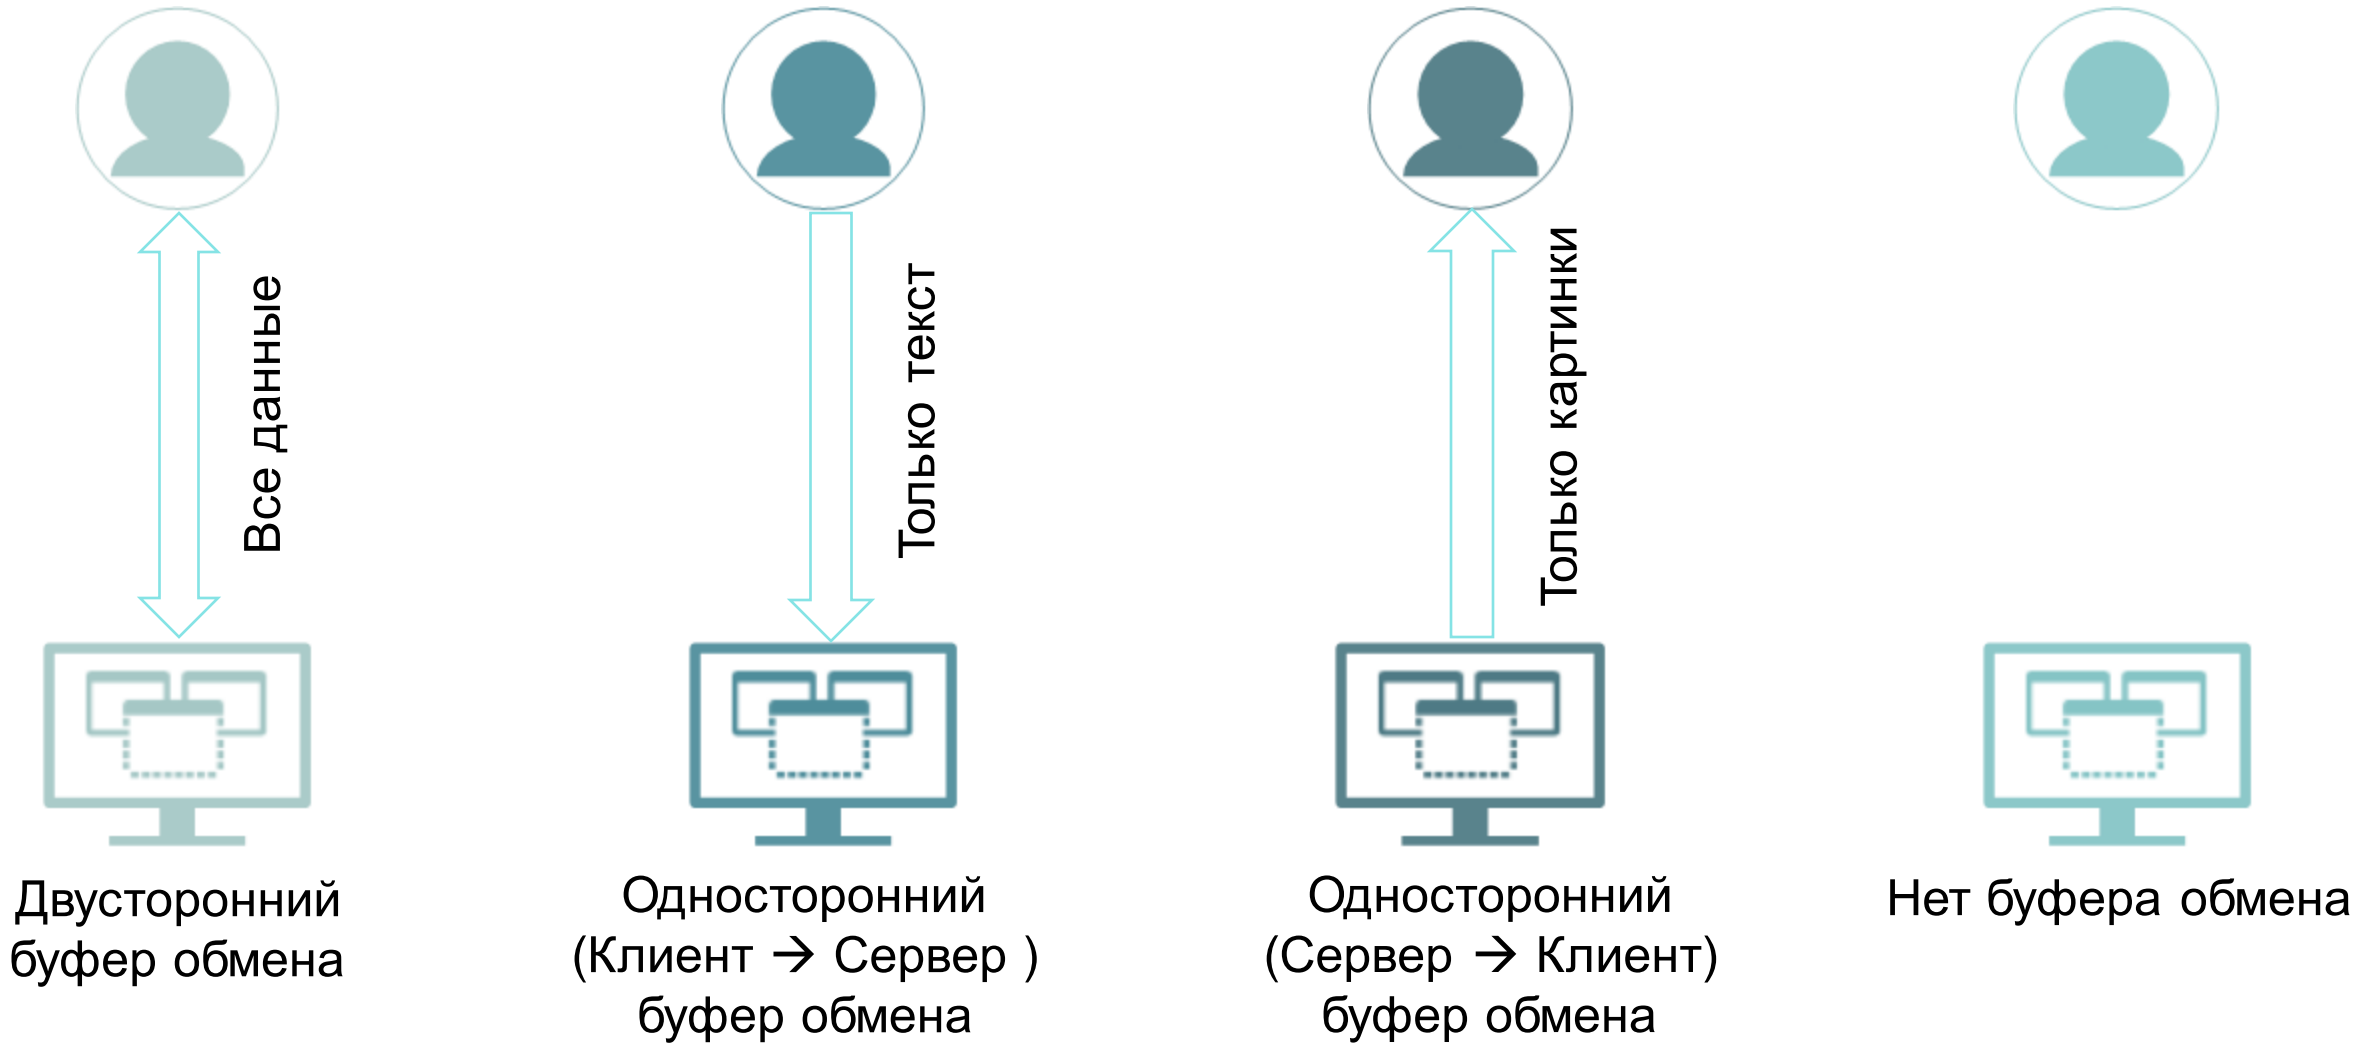 Все данные
Только текст
Только картинки
Двусторонний
буфер обмена
Односторонний
(Клиент → Сервер )
буфер обмена
Односторонний
(Сервер → Клиент)
буфер обмена
Нет буфера обмена